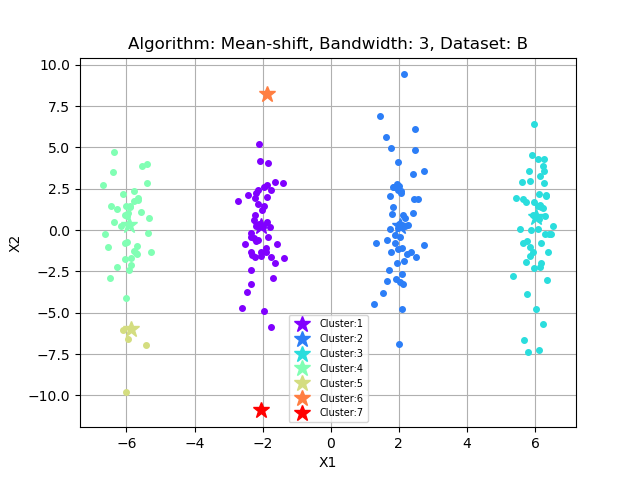 Algorithm: Mean-shift, Bandwidth: 3, Dataset: B
10.0
7.5
5.0
2.5
0.0
−2.5
−5.0
−7.5
−10.0
X2
Cluster:1
Cluster:2
Cluster:3
Cluster:4
Cluster:5
Cluster:6
Cluster:7
−6
−4
−2
0
2
4
6
X1